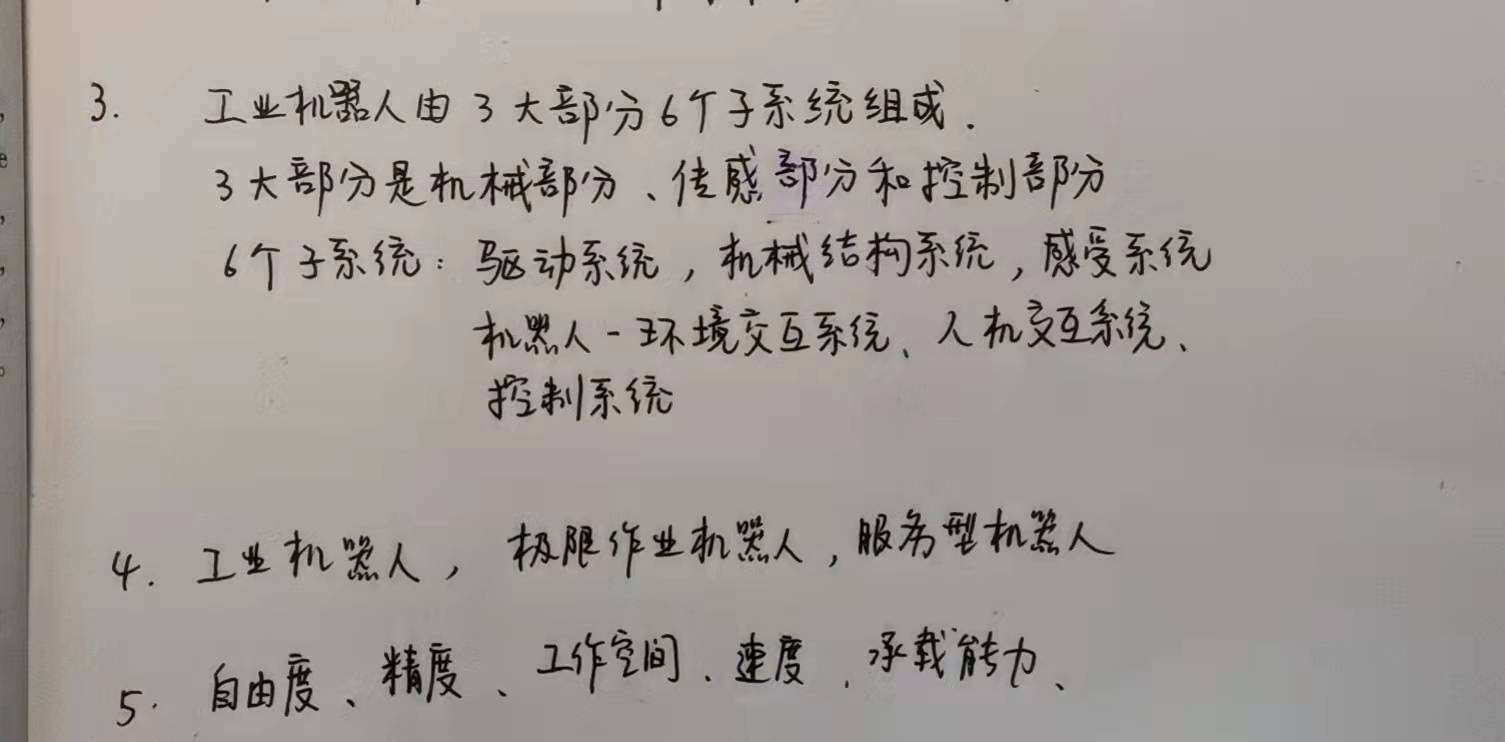 3. 工业机器人由3大部分6个子系统组成.
3大部分是机械部分、传感部分和控制部分
6个子系统: 驱动系统, 机械结构系统, 感受系统
机器人-环境交互系统、人机交互系统、
控制系统
4. 工业机器人, 极限作业机器人, 服务型机器人
5. 自由度、精度、工作空间、速度、承载能力、